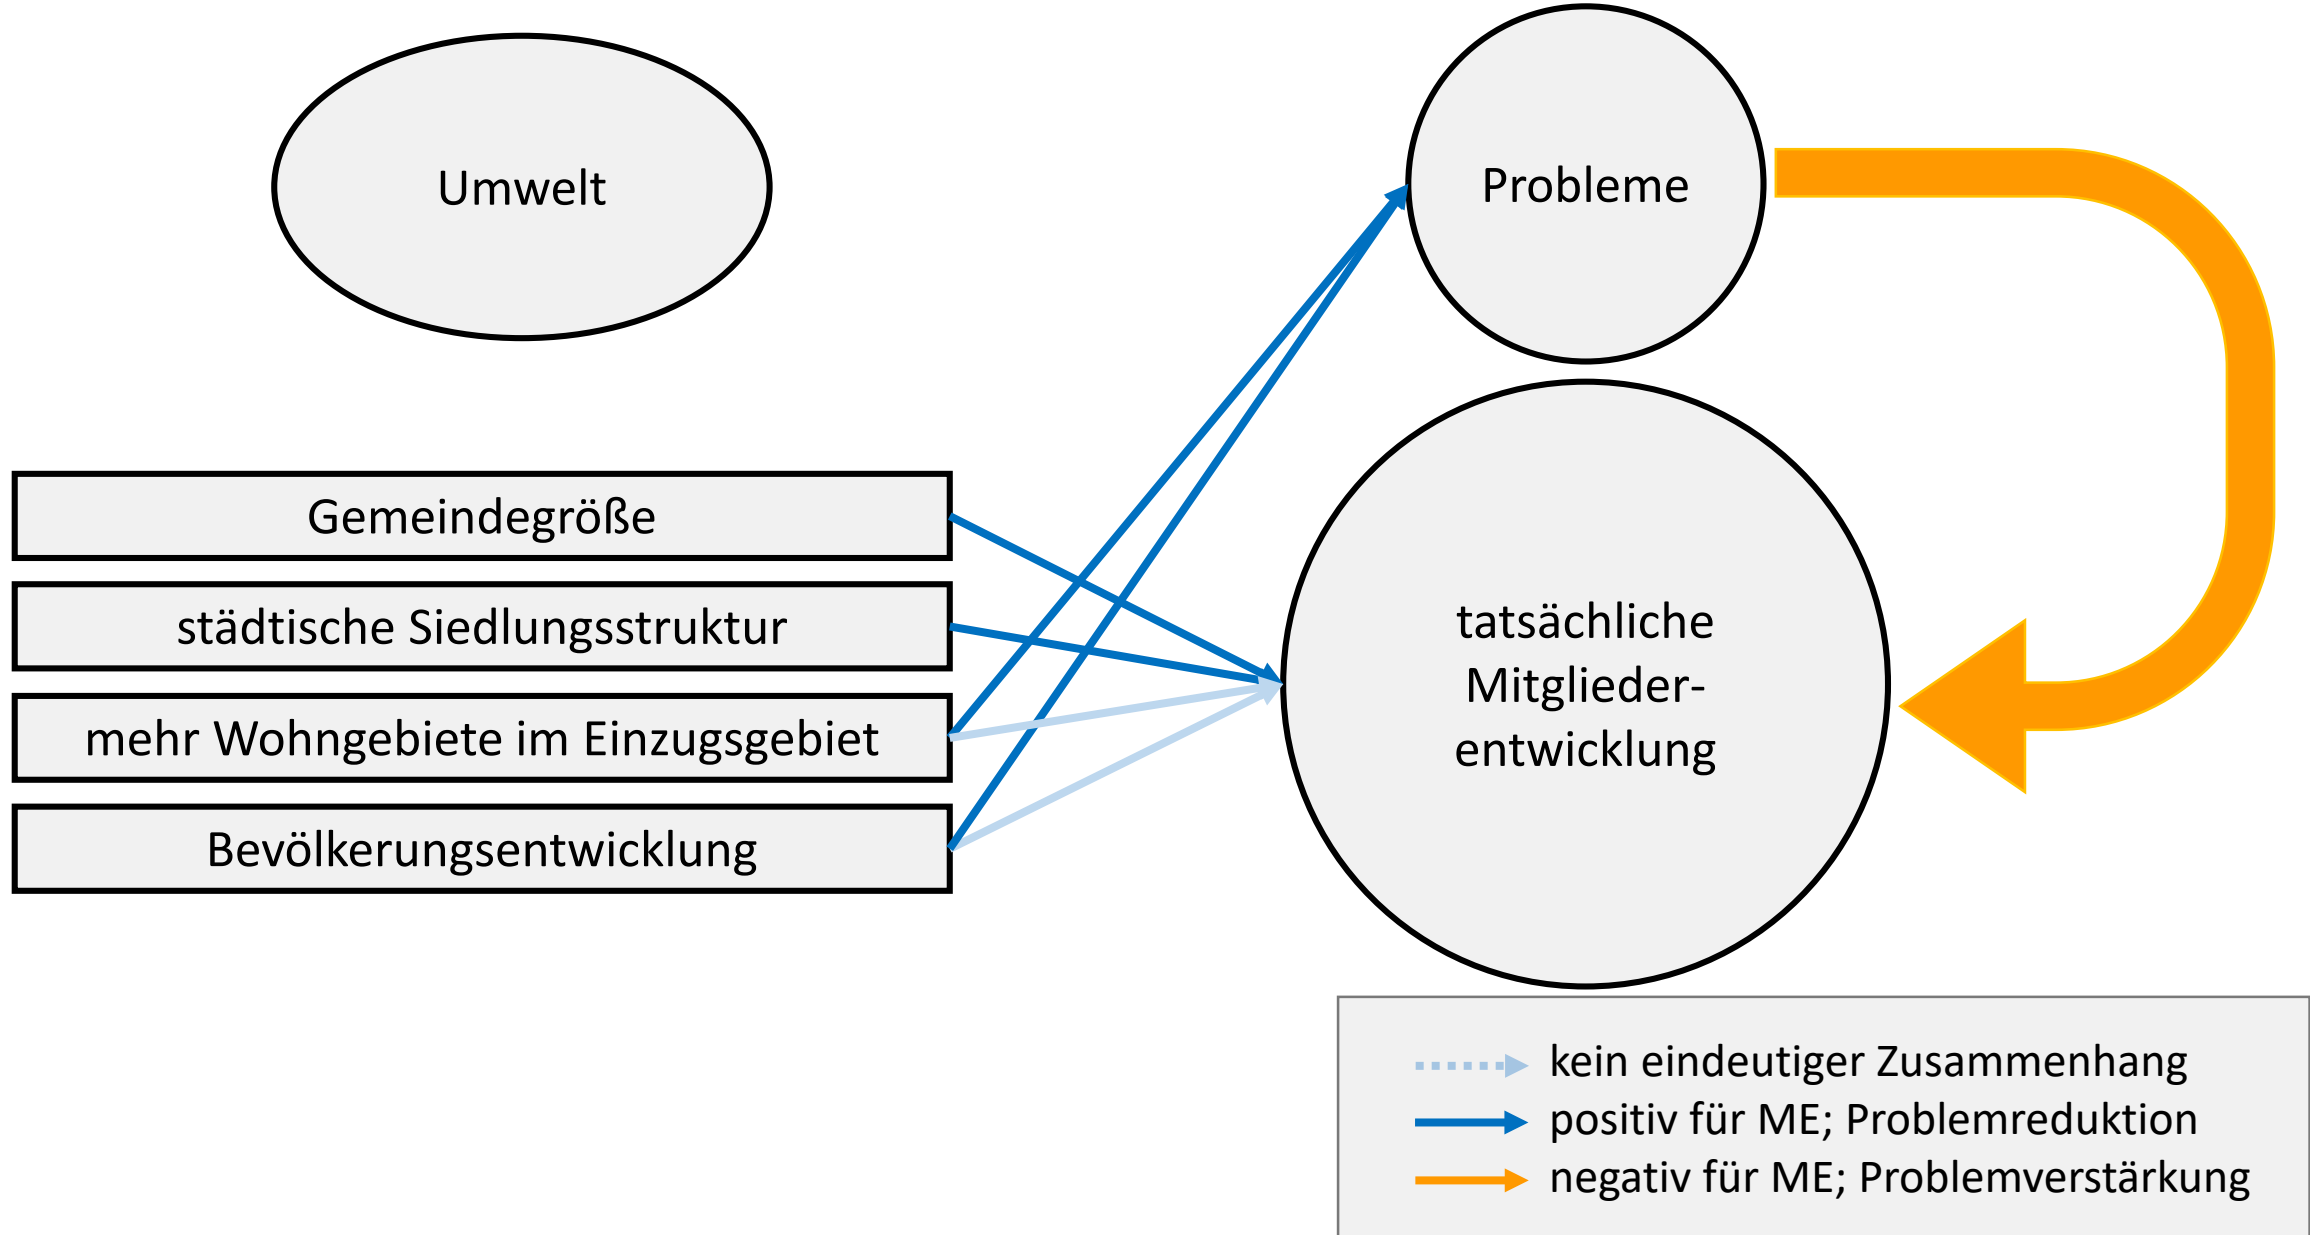 Umwelt
Probleme
Gemeindegröße
städtische Siedlungsstruktur
mehr Wohngebiete im Einzugsgebiet
Bevölkerungsentwicklung
tatsächliche
Mitglieder-
entwicklung
kein eindeutiger Zusammenhang
positiv für ME; Problemreduktion
negativ für ME; Problemverstärkung